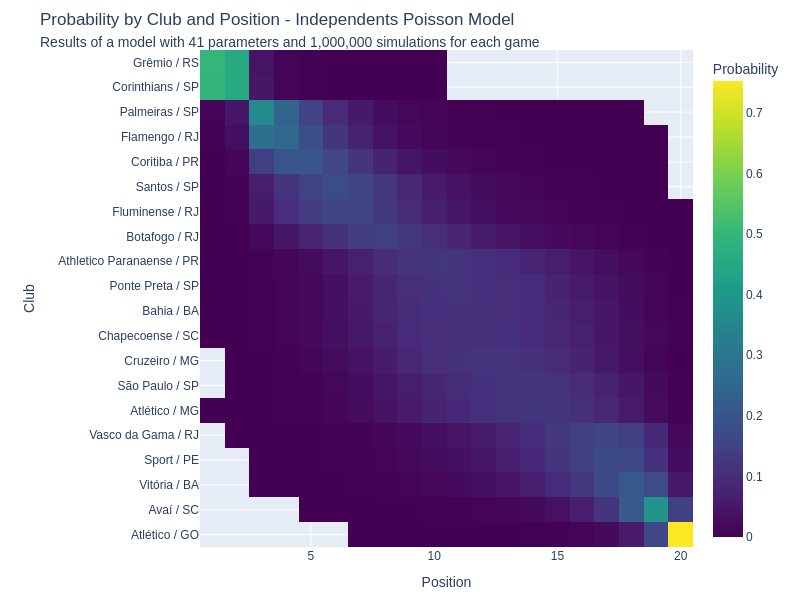 Probability by Club and Position - Independents Poisson Model
Results of a model with 41 parameters and 1,000,000 simulations for each game
Probability
Grêmio / RS
Corinthians / SP
Palmeiras / SP
Flamengo / RJ
Coritiba / PR
Santos / SP
Fluminense / RJ
Botafogo / RJ
Athletico Paranaense / PR
Ponte Preta / SP
Bahia / BA
Chapecoense / SC
Cruzeiro / MG
São Paulo / SP
Atlético / MG
Vasco da Gama / RJ
Sport / PE
Vitória / BA
Avaí / SC
Atlético / GO
Club
5
10
15
20
Position
0.7
0.6
0.5
0.4
0.3
0.2
0.1
0